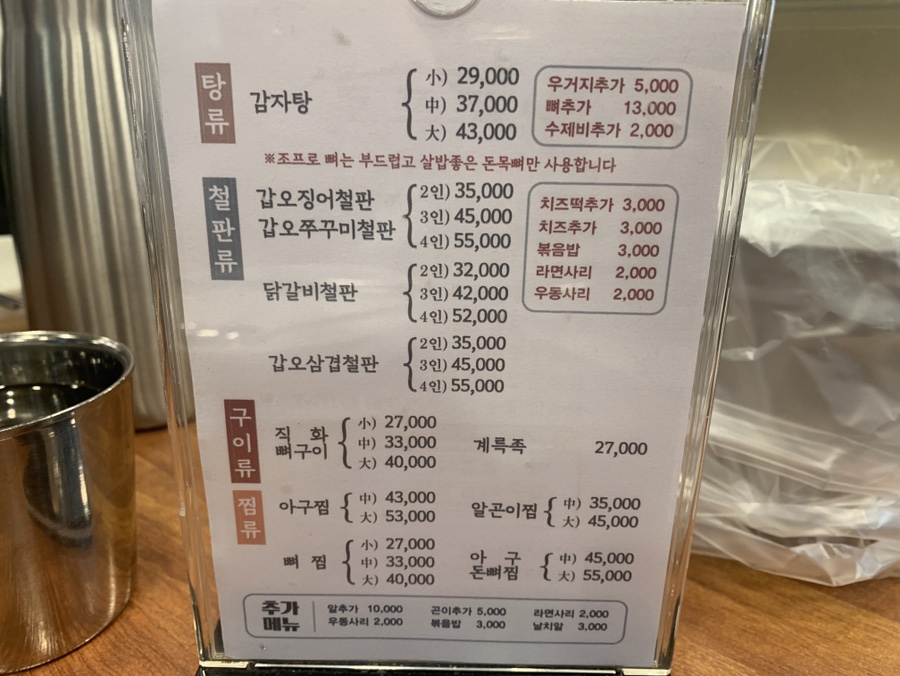 탕류
감자탕
小) 29,000
中) 37,000
大) 43,000
우거지추가 5,000
뼈추가 13,000
수제비추가 2,000
※조프로 뼈는 부드럽고 살밥좋은 돈목뼈만 사용합니다
철판류
갑오징어철판
갑오쭈꾸미철판
2인) 35,000
3인) 45,000
4인) 55,000
치즈떡추가 3,000
치즈추가 3,000
볶음밥 3,000
라면사리 2,000
우동사리 2,000
닭갈비철판
2인) 32,000
3인) 42,000
4인) 52,000
갑오삼겹철판
2인) 35,000
3인) 45,000
4인) 55,000
구이류
직화
뼈구이
小) 27,000
中) 33,000
大) 40,000
계륵족 27,000
찜류
아구찜
中) 43,000
大) 53,000
알곤이찜
中) 35,000
大) 45,000
뼈찜
小) 27,000
中) 33,000
大) 40,000
아구
돈뼈찜
中) 45,000
大) 55,000
추가
메뉴
알추가 10,000 곤이추가 5,000 라면사리 2,000
우동사리 2,000 볶음밥 3,000 날치알 3,000